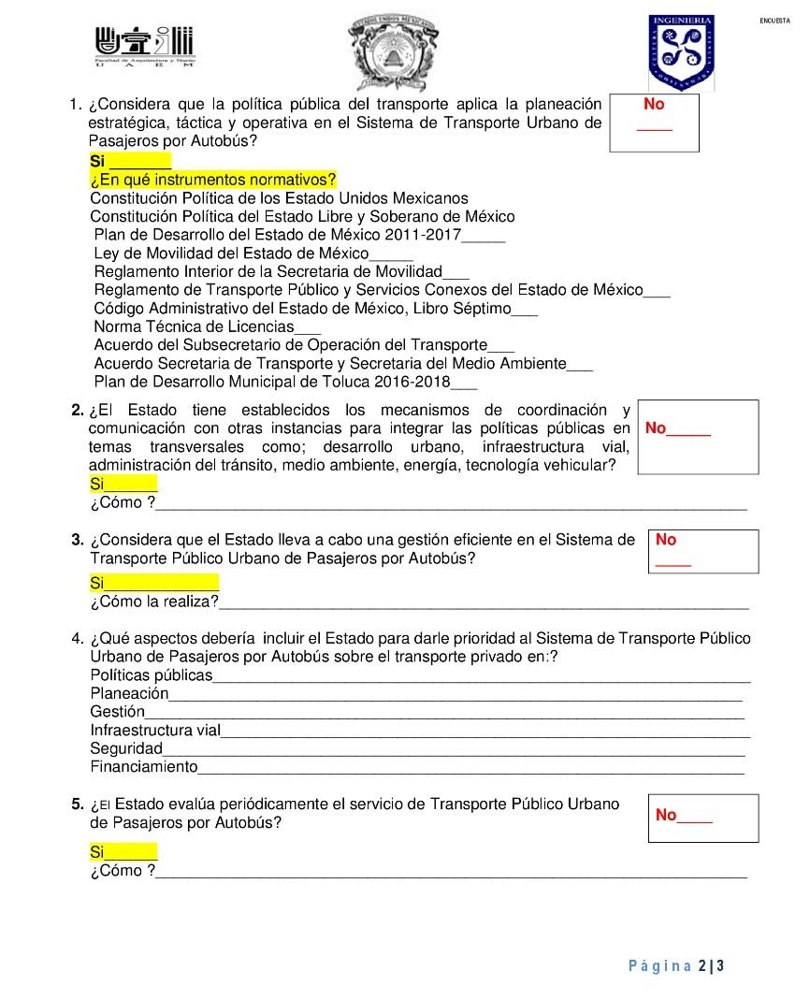 ENCUESTA
Facultad de Arquitectura y Diseño
U A E M
INGENIERIA
1. ¿Considera que la política pública del transporte aplica la planeación
estratégica, táctica y operativa en el Sistema de Transporte Urbano de
Pasajeros por Autobús?
No
____
Si _______
¿En qué instrumentos normativos?
Constitución Política de los Estado Unidos Mexicanos
Constitución Política del Estado Libre y Soberano de México
Plan de Desarrollo del Estado de México 2011-2017_____
Ley de Movilidad del Estado de México_____
Reglamento Interior de la Secretaria de Movilidad___
Reglamento de Transporte Público y Servicios Conexos del Estado de México___
Código Administrativo del Estado de México, Libro Séptimo___
Norma Técnica de Licencias___
Acuerdo del Subsecretario de Operación del Transporte___
Acuerdo Secretaria de Transporte y Secretaria del Medio Ambiente___
Plan de Desarrollo Municipal de Toluca 2016-2018___
2. ¿El Estado tiene establecidos los mecanismos de coordinación y
comunicación con otras instancias para integrar las políticas públicas en
temas transversales como; desarrollo urbano, infraestructura vial,
administración del tránsito, medio ambiente, energía, tecnología vehicular?
No_____
Si______
¿Cómo ?___________________________________________________________________
3. ¿Considera que el Estado lleva a cabo una gestión eficiente en el Sistema de
Transporte Público Urbano de Pasajeros por Autobús?
No
____
Si_____________
¿Cómo la realiza?____________________________________________________________
4. ¿Qué aspectos debería incluir el Estado para darle prioridad al Sistema de Transporte Público
Urbano de Pasajeros por Autobús sobre el transporte privado en:?
Políticas públicas_____________________________________________________________
Planeación_________________________________________________________________
Gestión____________________________________________________________________
Infraestructura vial____________________________________________________________
Seguridad__________________________________________________________________
Financiamiento______________________________________________________________
5. ¿El Estado evalúa periódicamente el servicio de Transporte Público Urbano
de Pasajeros por Autobús?
No____
Si______
¿Cómo ?___________________________________________________________________
Página 2|3